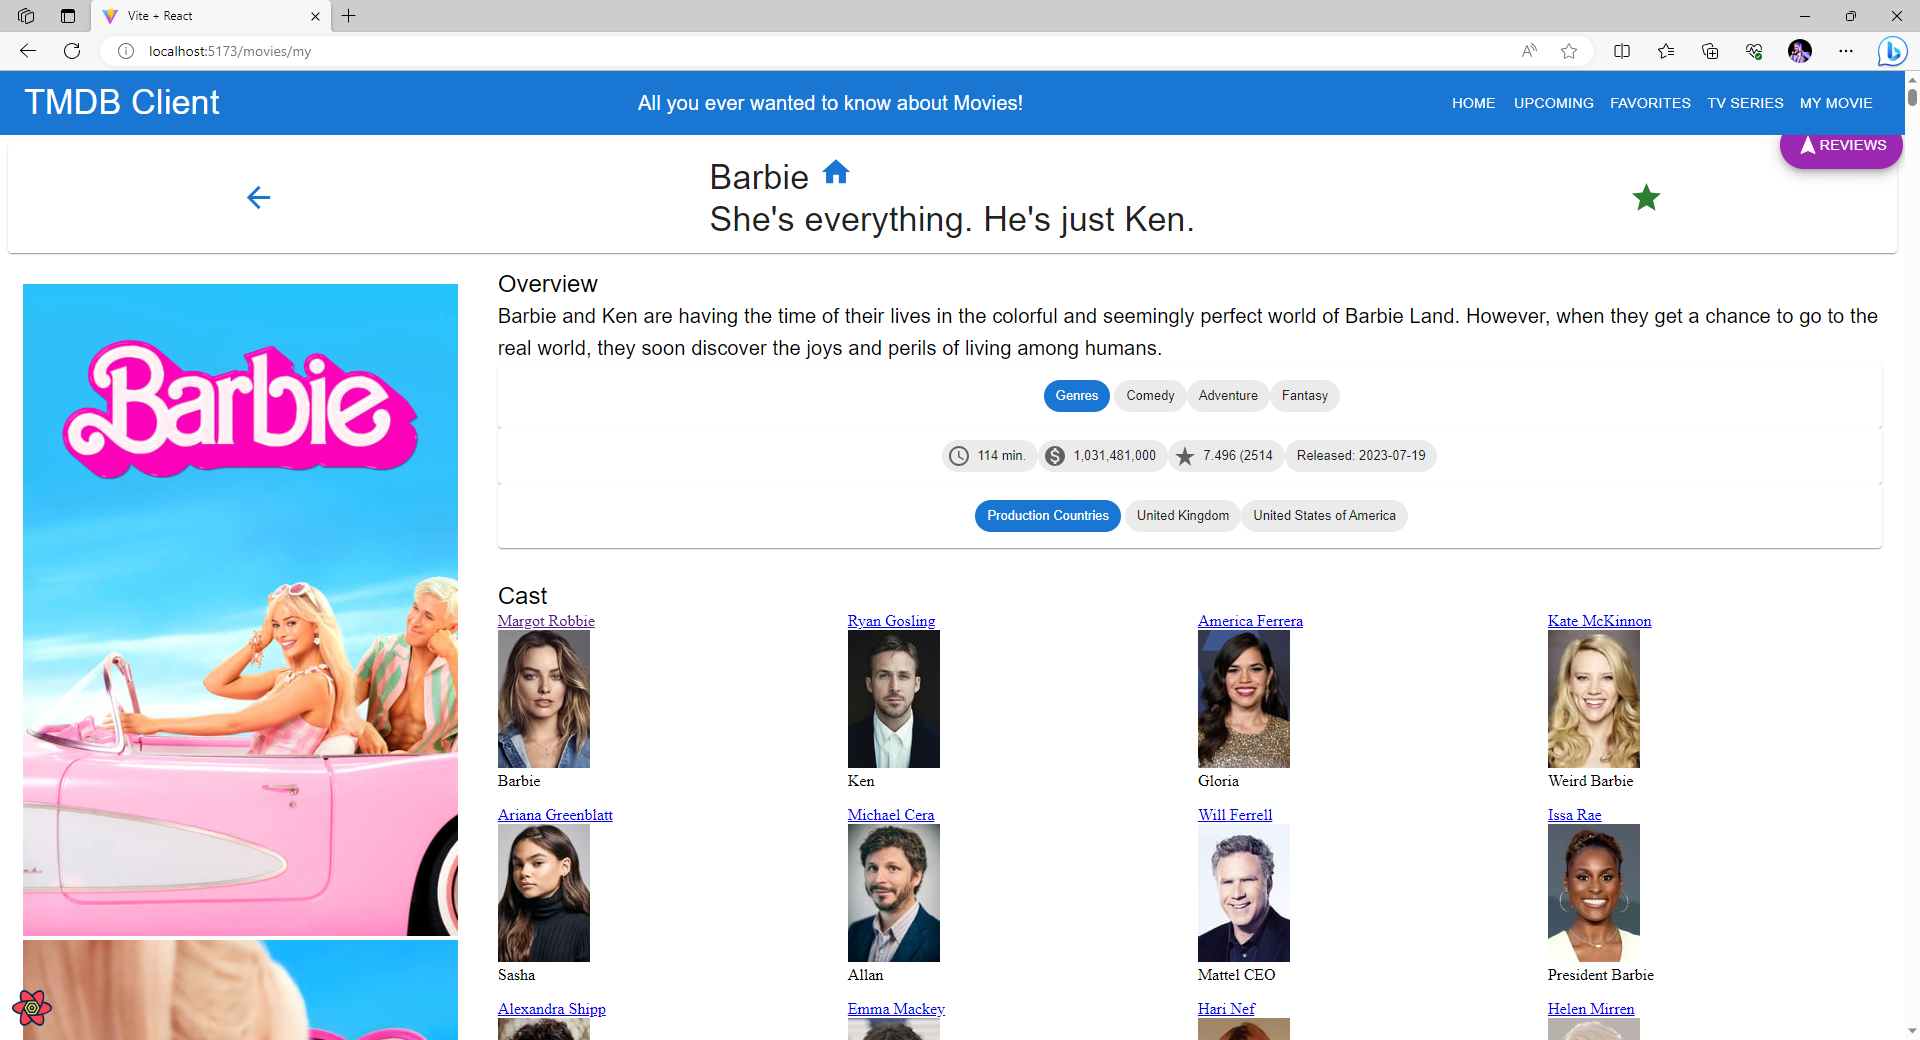 Vite + React
localhost:5173/movies/my
TMDB Client
All you ever wanted to know about Movies!
HOME UPCOMING FAVORITES TV SERIES MY MOVIE
REVIEWS
Barbie
She's everything. He's just Ken.
Barbie
Overview
Barbie and Ken are having the time of their lives in the colorful and seemingly perfect world of Barbie Land. However, when they get a chance to go to the
real world, they soon discover the joys and perils of living among humans.
Genres Comedy Adventure Fantasy
114 min. 1,031,481,000 7.496 (2514 Released: 2023-07-19
Production Countries United Kingdom United States of America
Cast
Margot Robbie Ryan Gosling America Ferrera Kate McKinnon
Barbie Ken Gloria Weird Barbie
Ariana Greenblatt Michael Cera Will Ferrell Issa Rae
Sasha Allan Mattel CEO President Barbie
Alexandra Shipp Emma Mackey Hari Nef Helen Mirren